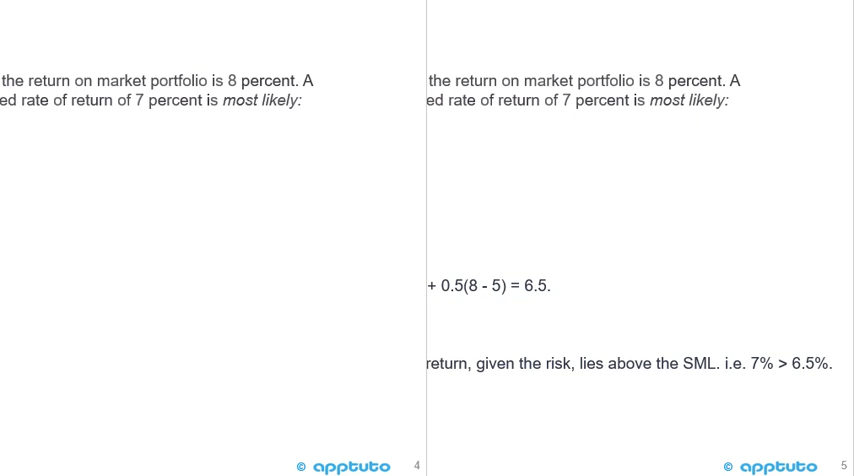 the return on market portfolio is 8 percent. A
ed rate of return of 7 percent is most likely:
© apptuto 4
the return on market portfolio is 8 percent. A
ed rate of return of 7 percent is most likely:
+ 0.5(8 - 5) = 6.5.
return, given the risk, lies above the SML. i.e. 7% > 6.5%.
© apptuto 5